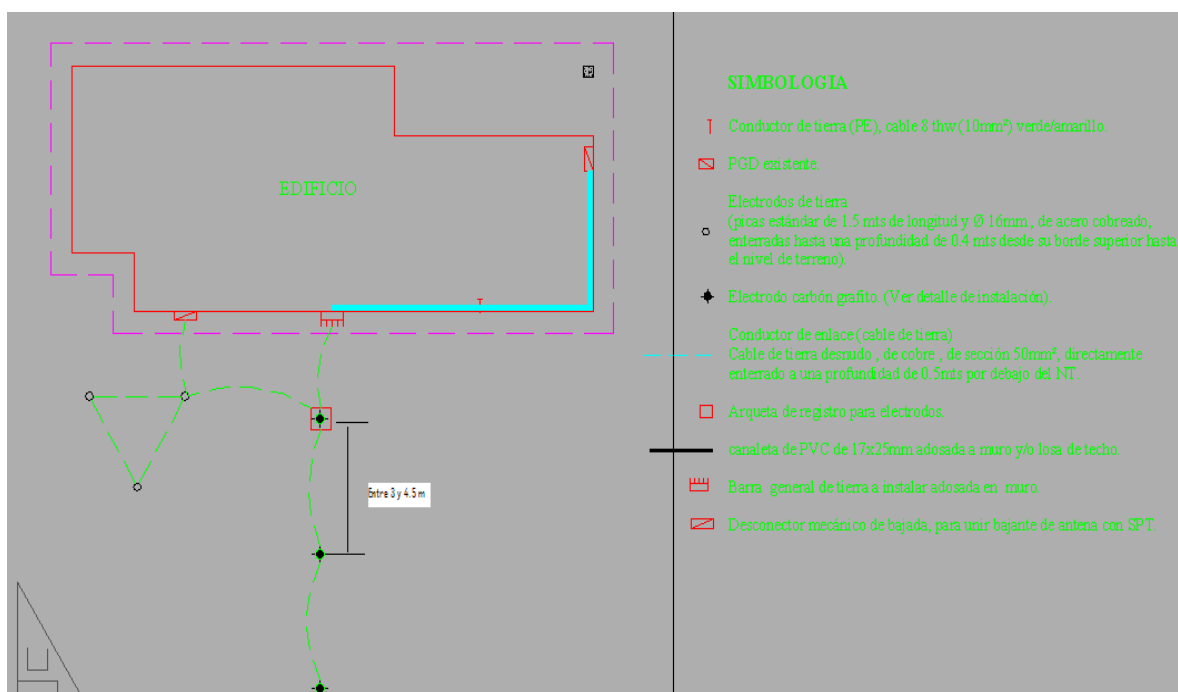 EDIFICIO
Entre 3 y 4.5 m
SIMBOLOGIA
Conductor de tierra (PE), cable 8 thw (10mm²) verde/amarillo.
PGD existente.
Electrodos de tierra
(picas estándar de 1.5 mts de longitud y Ø 16mm , de acero cobreado,
enterradas hasta una profundidad de 0.4 mts desde su borde superior hasta
el nivel de terreno).
Electrodo carbón grafito. (Ver detalle de instalación).
Conductor de enlace (cable de tierra)
Cable de tierra desnudo , de cobre , de sección 50mm², directamente
enterrado a una profundidad de 0.5mts por debajo del NT.
Arqueta de registro para electrodos.
canaleta de PVC de 17x25mm adosada a muro y/o losa de techo.
Barra general de tierra a instalar adosada en muro.
Desconector mecánico de bajada, para unir bajante de antena con SPT.